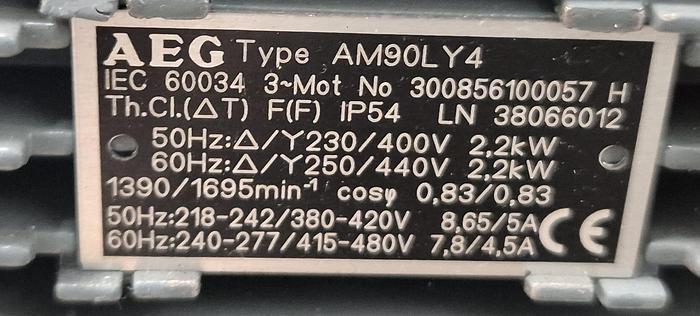 AEG Type AM90LY4
IEC 60034 3~Mot No 300856100057 H
Th.Cl.(ΔT) F(F) IP54 LN 38066012
50Hz:Δ/Y230/400V 2,2kW
60Hz:Δ/Y250/440V 2,2kW
1390/1695min⁻¹ cosφ 0,83/0,83
50Hz:218-242/380-420V 8,65/5A
60Hz:240-277/415-480V 7,8/4,5A CE